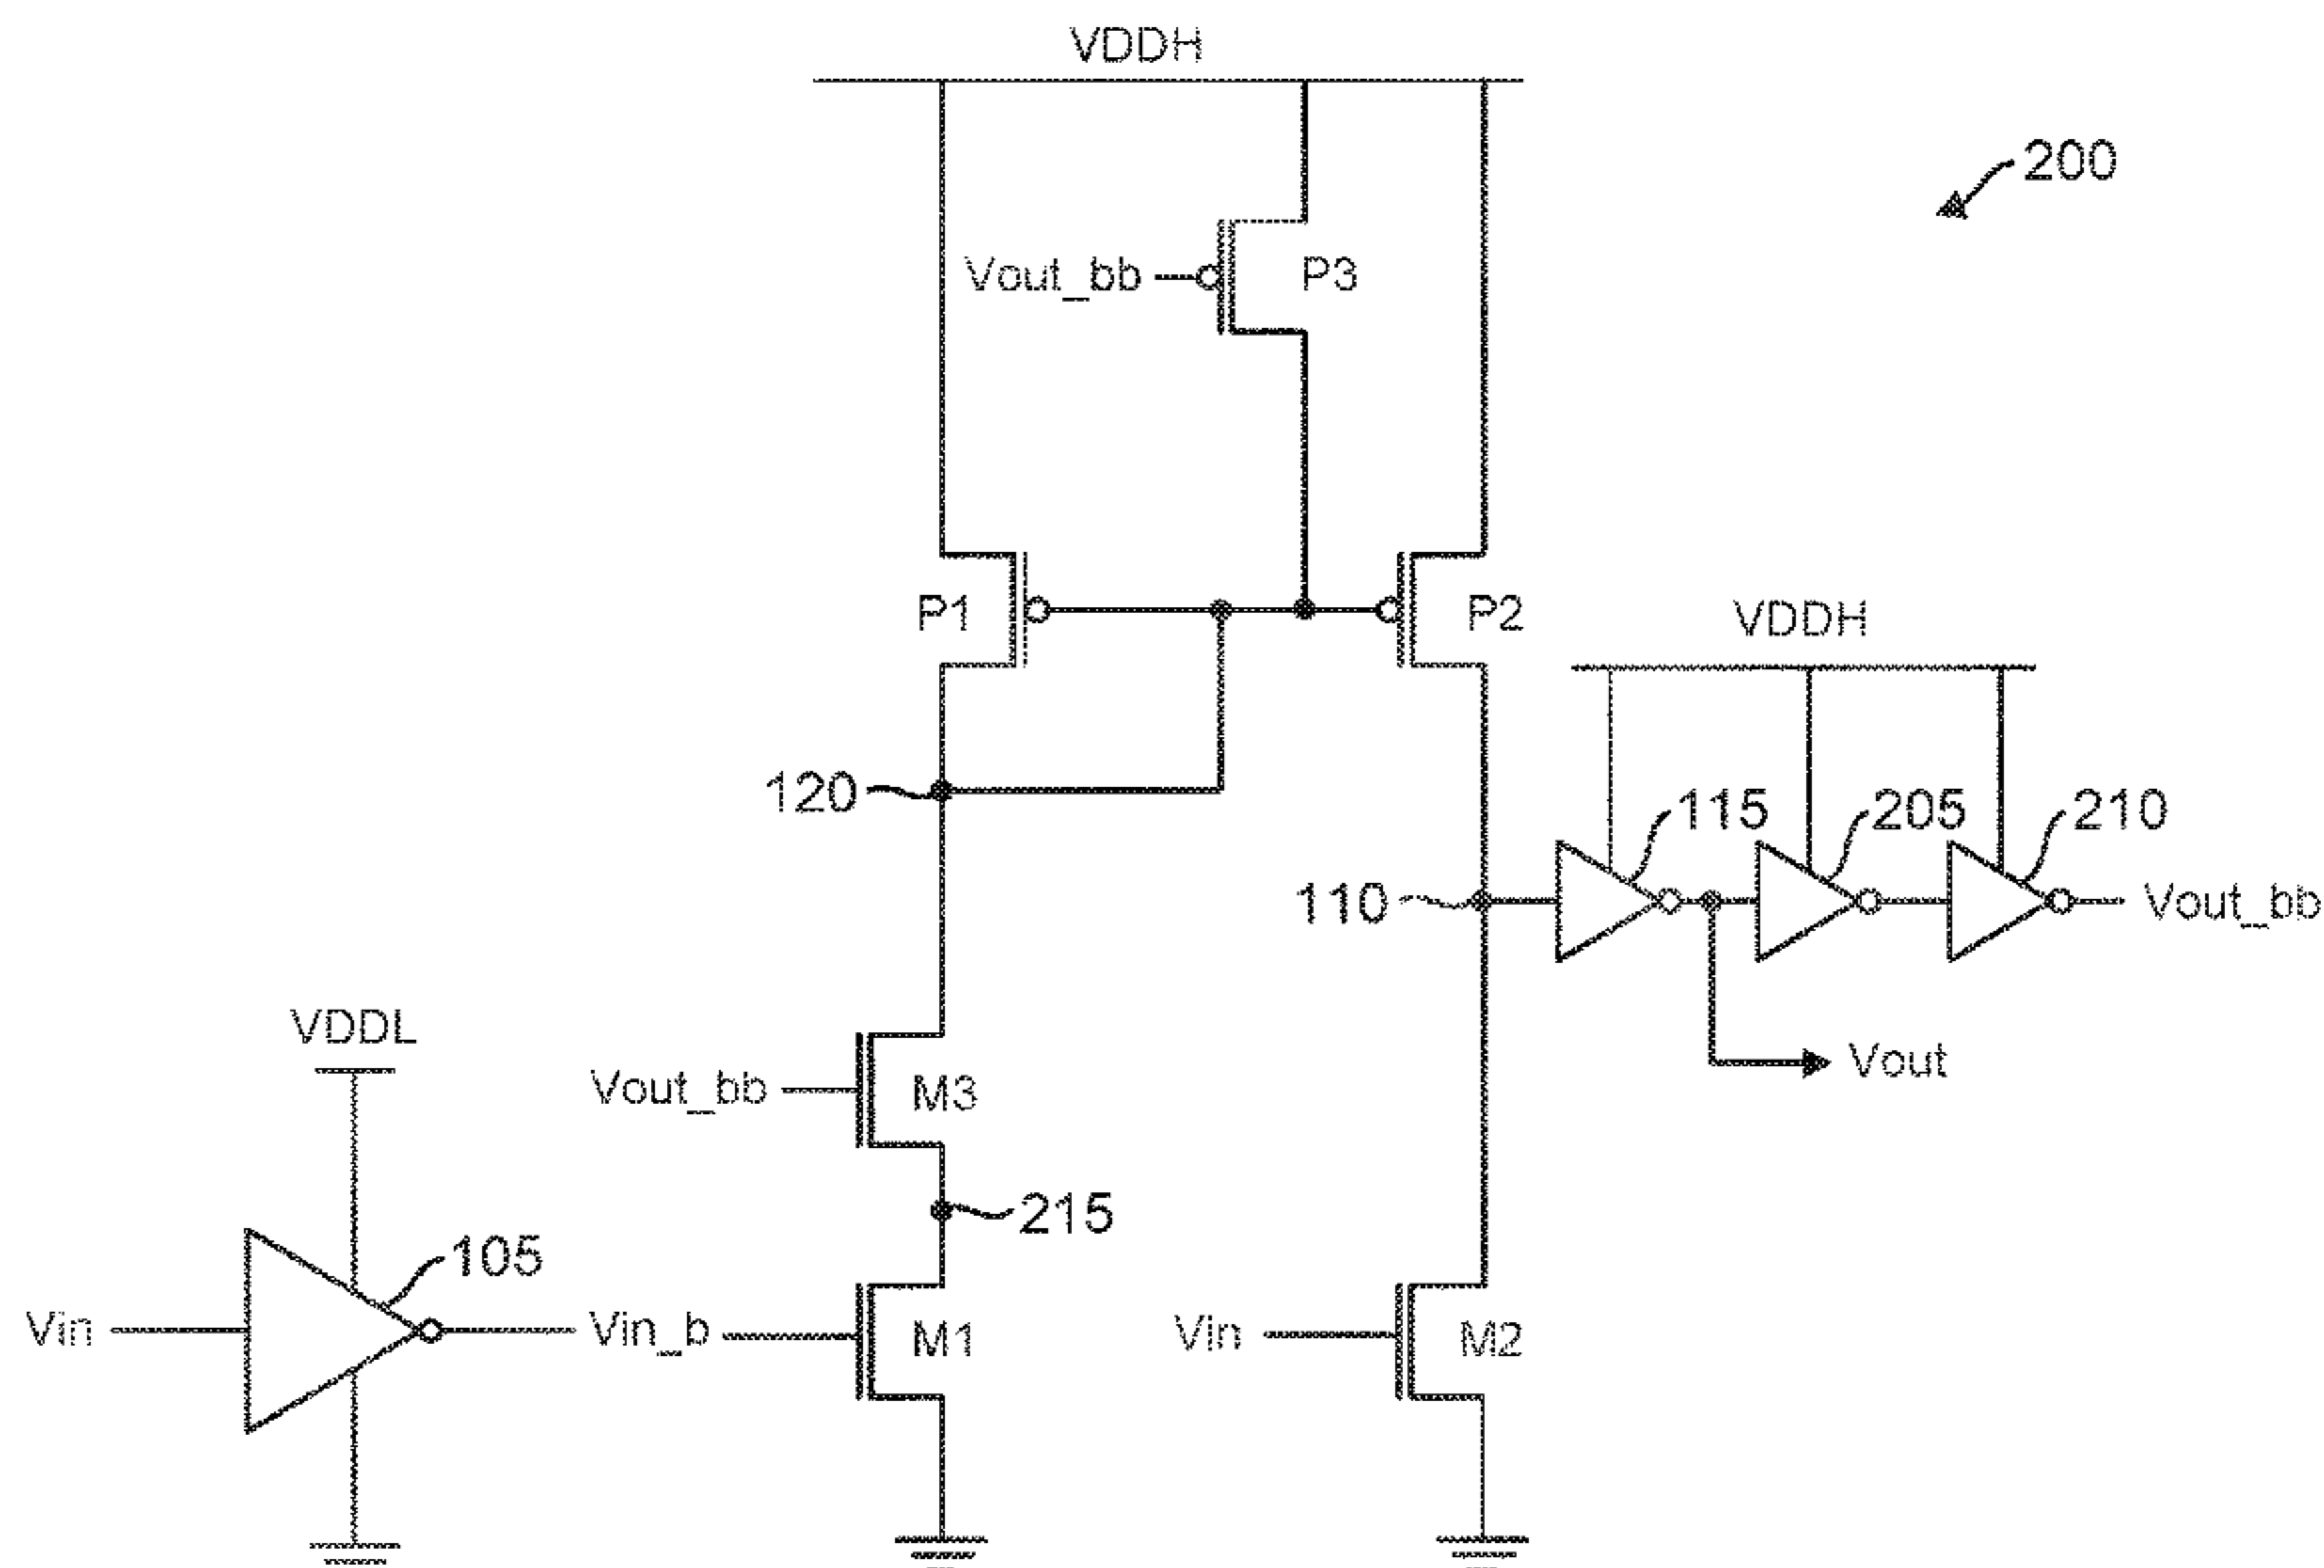 VDDH
200
Vout_bb
P3
P1
P2
VDDH
120
115
205
210
110
Vout_bb
VDDL
Vout_bb
M3
Vout
215
105
Vin
Vin_b
M1
Vin
M2